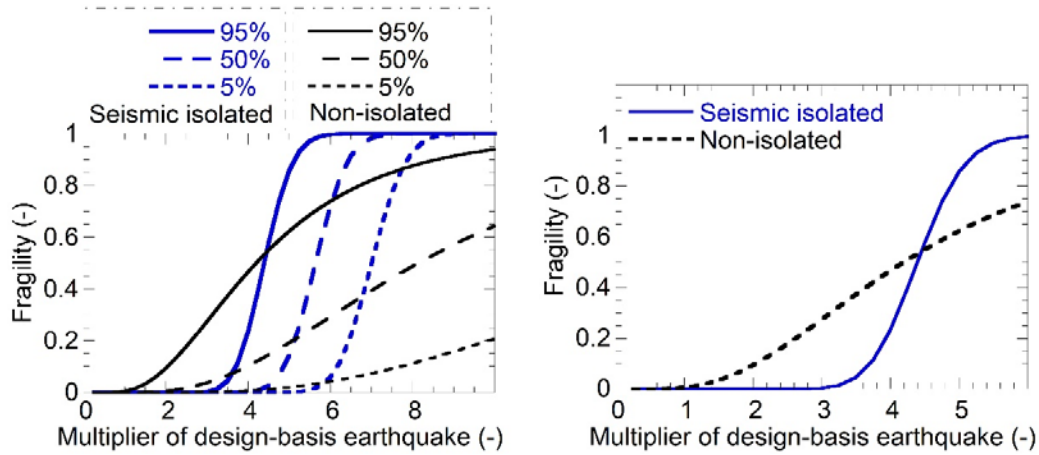 95% 95%
50% 50%
5% 5%
Seismic isolated Non-isolated
1
0.8
0.6
0.4
0.2
0
0 2 4 6 8
Fragility (-)
Multiplier of design-basis earthquake (-)
Seismic isolated
Non-isolated
1
0.8
0.6
0.4
0.2
0
0 1 2 3 4 5
Fragility (-)
Multiplier of design-basis earthquake (-)